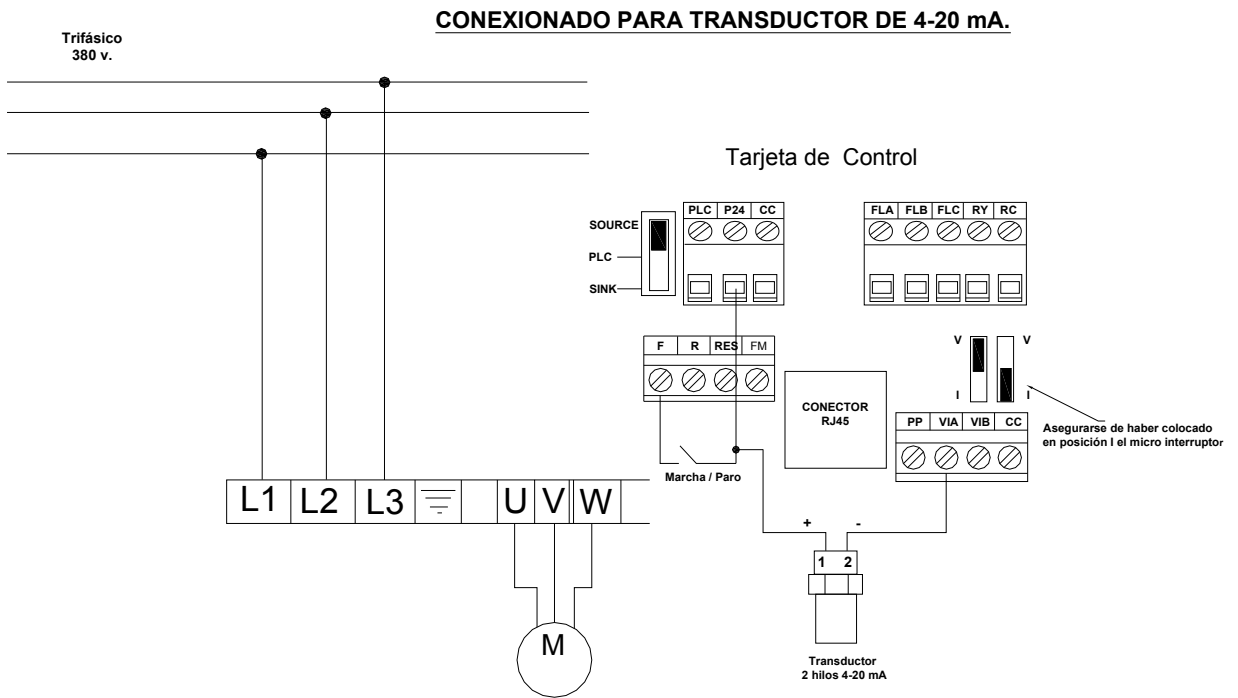 CONEXIONADO PARA TRANSDUCTOR DE 4-20 mA.
Trifásico
380 v.
Tarjeta de Control
SOURCE
PLC
SINK
PLC P24 CC
FLA FLB FLC RY RC
F R RES FM
CONECTOR
RJ45
V V
I I
PP VIA VIB CC
Asegurarse de haber colocado
en posición I el micro interruptor
Marcha / Paro
L1 L2 L3 U V W
+ -
1 2
M
Transductor
2 hilos 4-20 mA